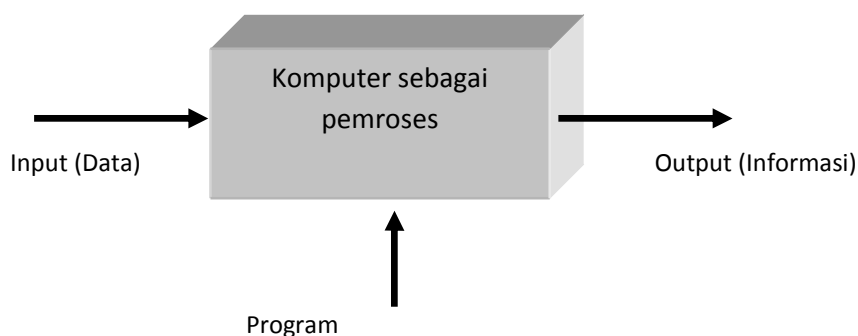 Komputer sebagai
pemroses
Input (Data)
Output (Informasi)
Program